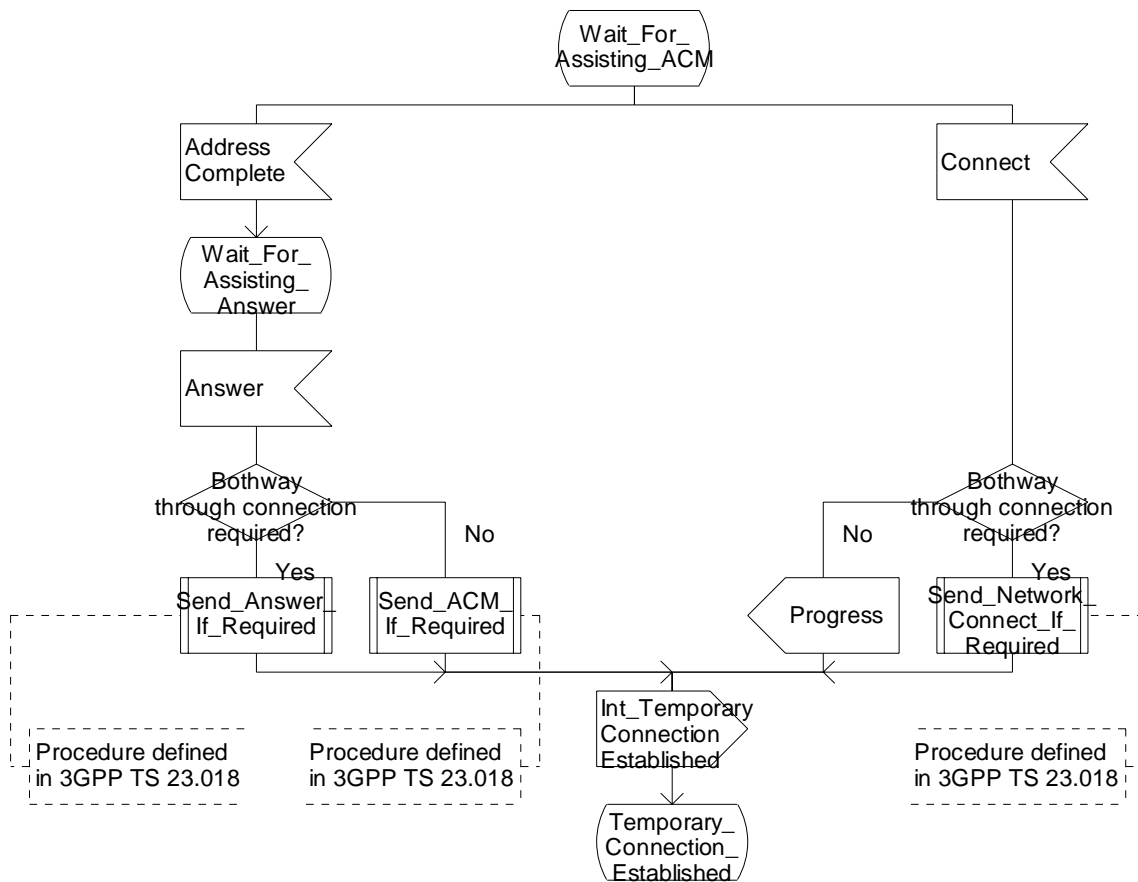 Wait_For_
Assisting_ACM
Address
Complete
Connect
Wait_For_
Assisting_
Answer
Answer
Bothway
through connection
required?
No
Yes
Bothway
through connection
required?
No
Yes
Send_Answer_
If_Required
Send_ACM_
If_Required
Progress
Send_Network_
Connect_If_
Required
Int_Temporary
Connection
Established
Procedure defined
in 3GPP TS 23.018
Procedure defined
in 3GPP TS 23.018
Procedure defined
in 3GPP TS 23.018
Temporary_
Connection_
Established